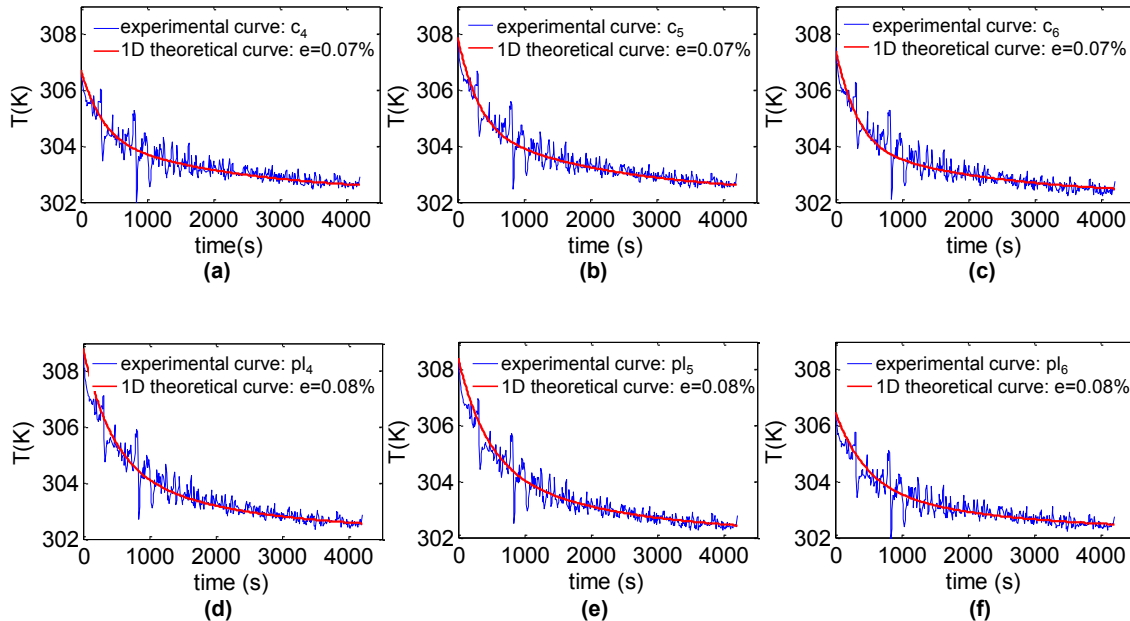 308
306
304
302
T(K)
experimental curve: c4
1D theoretical curve: e=0.07%
0 1000 2000 3000 4000
time(s)
(a)
308
306
304
302
T(K)
experimental curve: c5
1D theoretical curve: e=0.07%
0 1000 2000 3000 4000
time (s)
(b)
308
306
304
302
T(K)
experimental curve: c6
1D theoretical curve: e=0.07%
0 1000 2000 3000 4000
time (s)
(c)
308
306
304
302
T(K)
experimental curve: pl4
1D theoretical curve: e=0.08%
0 1000 2000 3000 4000
time (s)
(d)
308
306
304
302
T(K)
experimental curve: pl5
1D theoretical curve: e=0.08%
0 1000 2000 3000 4000
time (s)
(e)
308
306
304
302
T(K)
experimental curve: pl6
1D theoretical curve: e=0.08%
0 1000 2000 3000 4000
time (s)
(f)